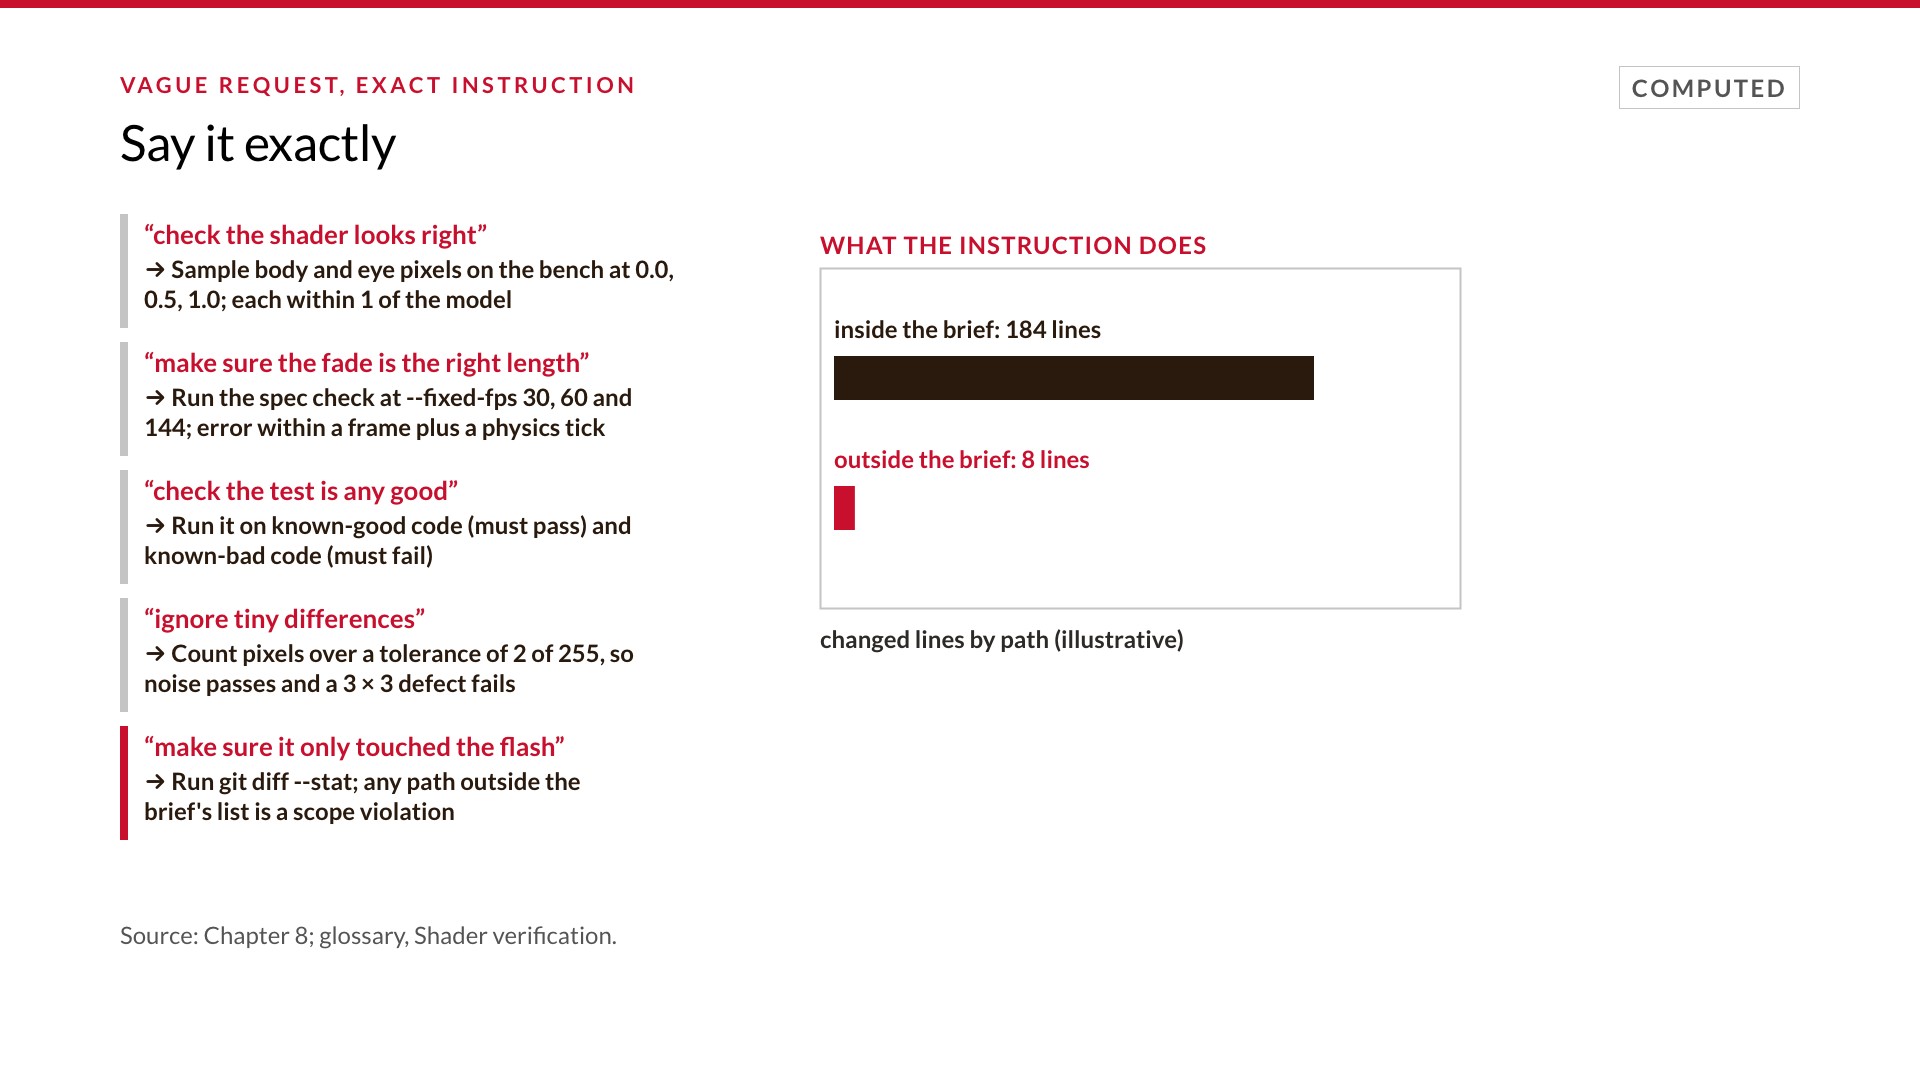 VAGUE REQUEST, EXACT INSTRUCTION
COMPUTED
Say it exactly
“check the shader looks right”
→ Sample body and eye pixels on the bench at 0.0,
0.5, 1.0; each within 1 of the model
“make sure the fade is the right length”
→ Run the spec check at --fixed-fps 30, 60 and
144; error within a frame plus a physics tick
“check the test is any good”
→ Run it on known-good code (must pass) and
known-bad code (must fail)
“ignore tiny differences”
→ Count pixels over a tolerance of 2 of 255, so
noise passes and a 3 × 3 defect fails
“make sure it only touched the flash”
→ Run git diff --stat; any path outside the
brief's list is a scope violation
WHAT THE INSTRUCTION DOES
inside the brief: 184 lines
outside the brief: 8 lines
changed lines by path (illustrative)
Source: Chapter 8; glossary, Shader verification.